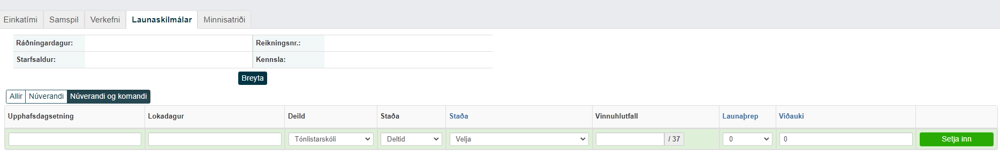 Einkatími Samspil Verkefni Launaskilmálar Minnisatriði
Ráðningardagur: Reikningsnr.:
Starfsaldur: Kennsla:
Breyta
Allir Núverandi Núverandi og komandi
Upphafsdagsetning Lokadagur Deild Staða Staða Vinnuhlutfall Launaþrep Viðauki
Tónlistarskóli Deltid Velja / 37 0 0 Setja inn